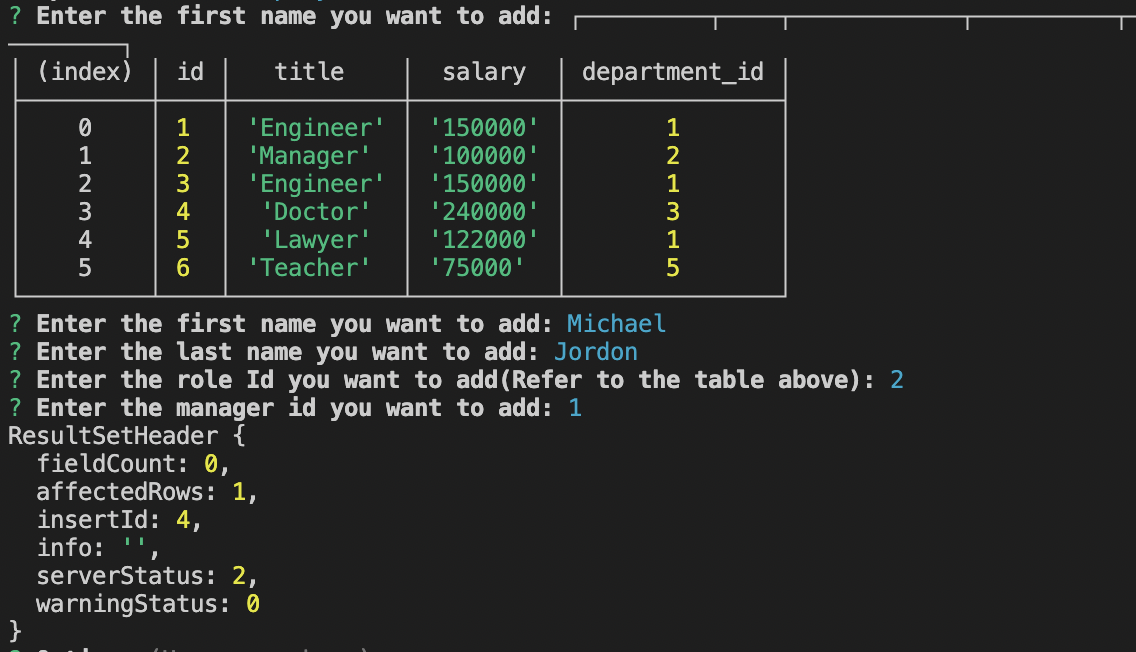 ? Enter the first name you want to add:
(index) id title salary department_id
0 1 'Engineer' '150000' 1
1 2 'Manager' '100000' 2
2 3 'Engineer' '150000' 1
3 4 'Doctor' '240000' 3
4 5 'Lawyer' '122000' 1
5 6 'Teacher' '75000' 5
? Enter the first name you want to add: Michael
? Enter the last name you want to add: Jordon
? Enter the role Id you want to add(Refer to the table above): 2
? Enter the manager id you want to add: 1
ResultSetHeader {
  fieldCount: 0,
  affectedRows: 1,
  insertId: 4,
  info: '',
  serverStatus: 2,
  warningStatus: 0
}